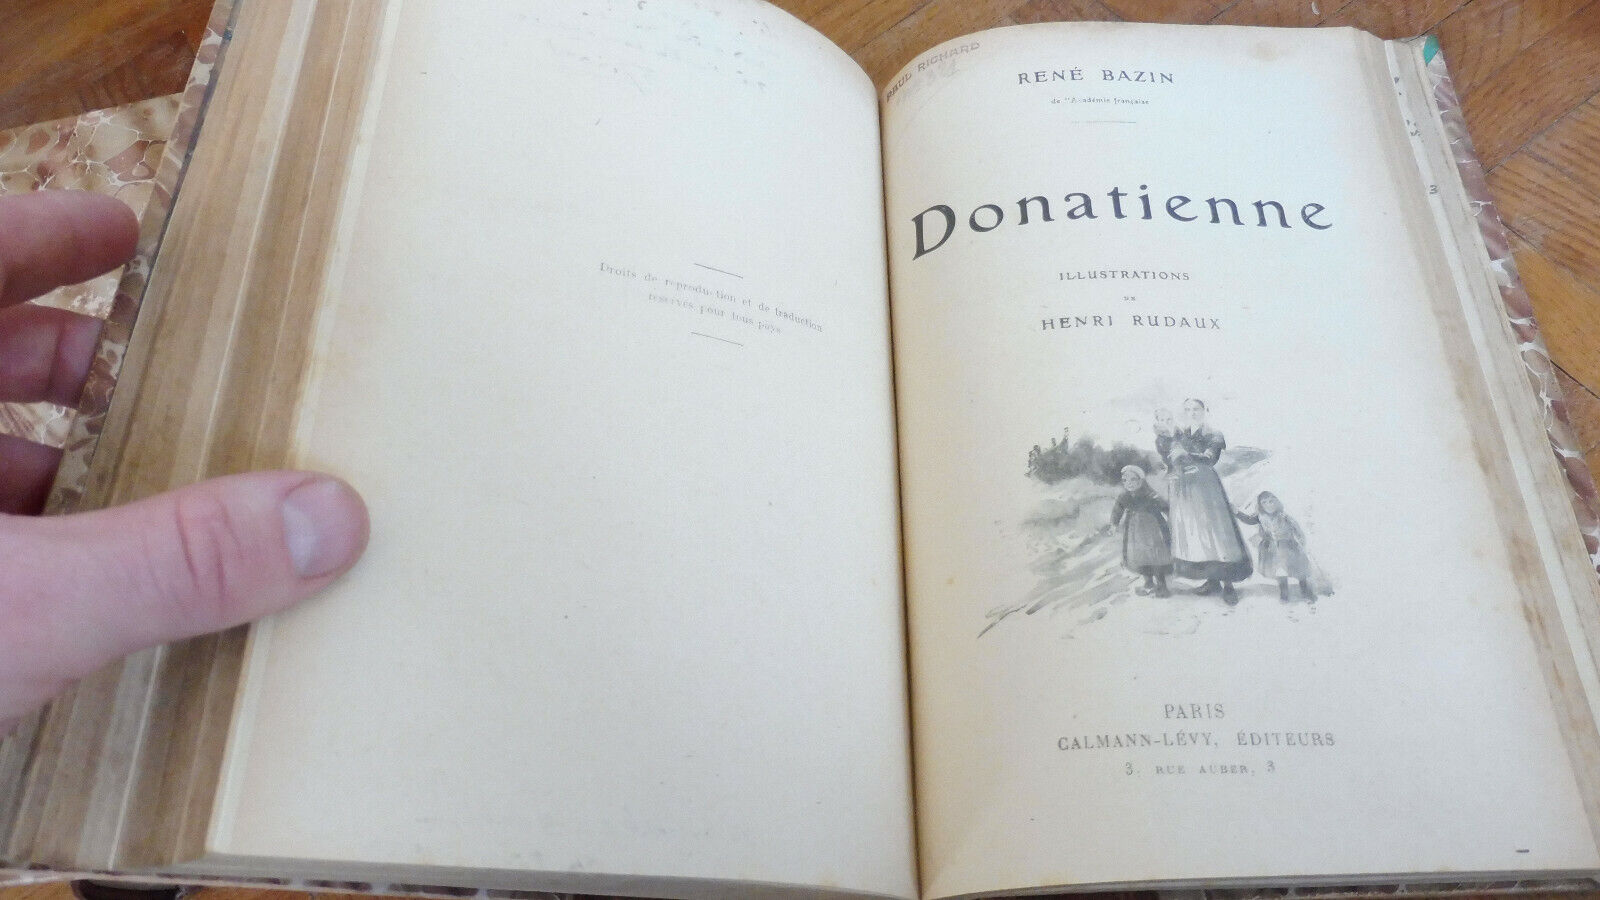 Droits de reproduction et de traduction
réservés pour tous pays
PAUL RICHARD
RENÉ BAZIN
de l'Académie française
Donatienne
ILLUSTRATIONS
DE
HENRI RUDAUX
PARIS
CALMANN-LÉVY, ÉDITEURS
3, RUE AUBER, 3
3